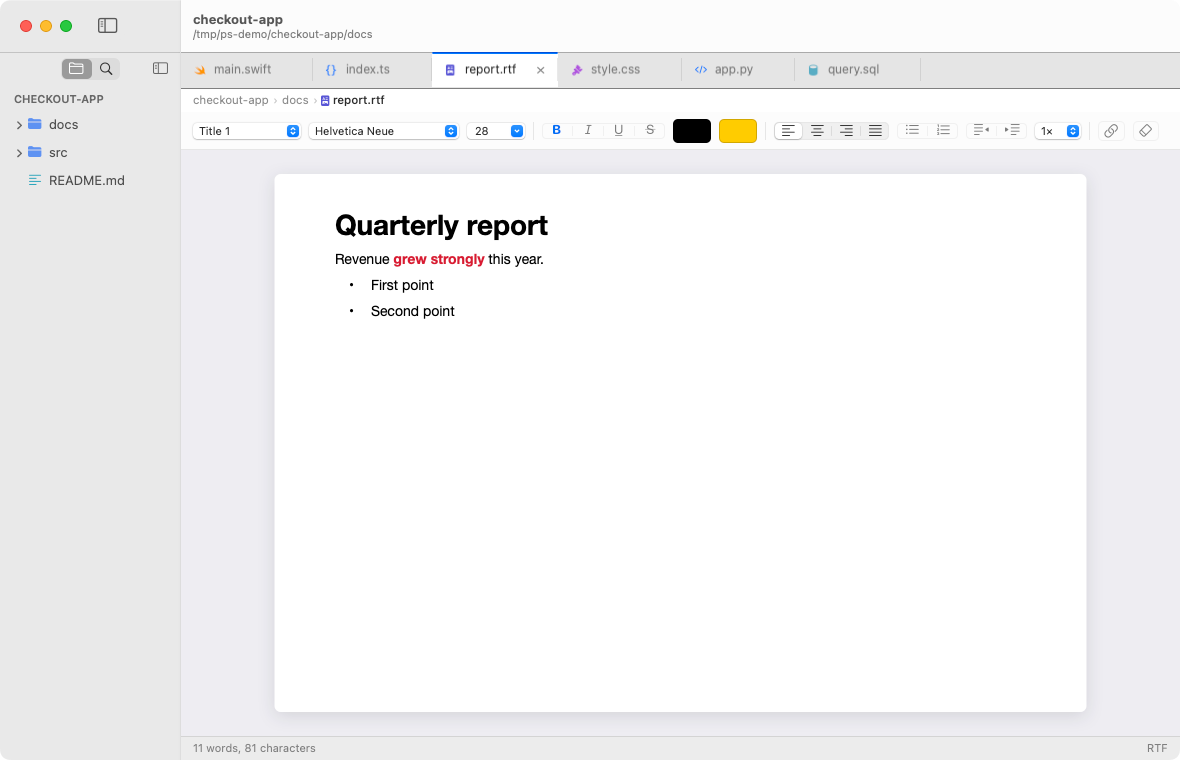 checkout-app
/tmp/ps-demo/checkout-app/docs
main.swift
index.ts
report.rtf
style.css
app.py
query.sql
CHECKOUT-APP
docs
src
README.md
checkout-app › docs › report.rtf
Title 1
Helvetica Neue
28
B I U S
1×
Quarterly report
Revenue grew strongly this year.
• First point
• Second point
11 words, 81 characters
RTF